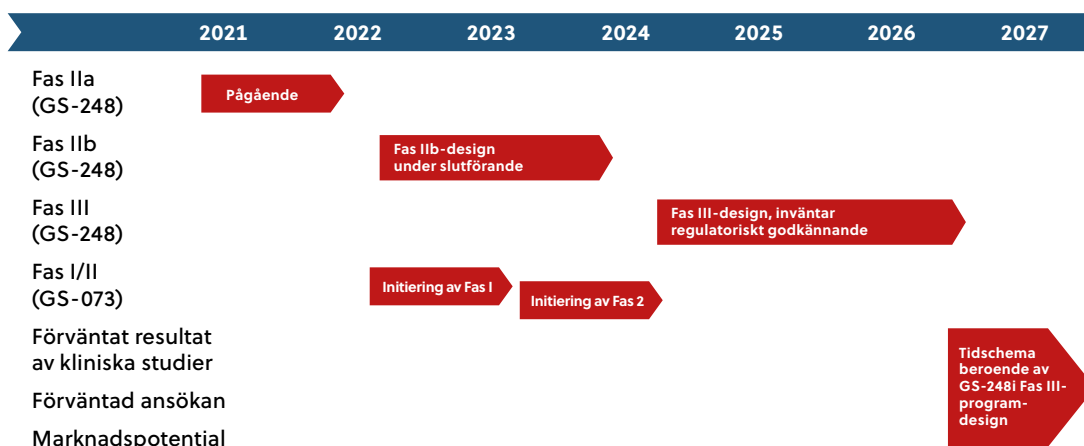 2021 2022 2023 2024 2025 2026 2027
Fas IIa
(GS-248)
Pågående
Fas IIb
(GS-248)
Fas IIb-design
under slutförande
Fas III
(GS-248)
Fas III-design, inväntar
regulatoriskt godkännande
Fas I/II
(GS-073)
Initiering av Fas I
Initiering av Fas 2
Förväntat resultat
av kliniska studier
Förväntad ansökan
Marknadspotential
Tidschema
beroende av
GS-248i Fas III-
program-
design